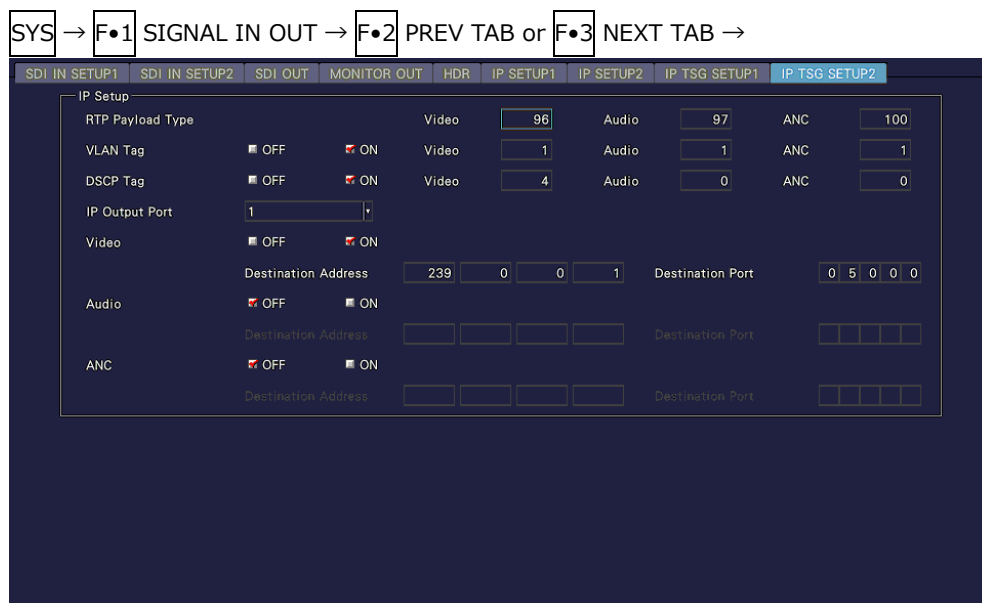 SYS → F•1 SIGNAL IN OUT → F•2 PREV TAB or F•3 NEXT TAB →
SDI IN SETUP1 SDI IN SETUP2 SDI OUT MONITOR OUT HDR IP SETUP1 IP SETUP2 IP TSG SETUP1 IP TSG SETUP2
IP Setup
RTP Payload Type Video 96 Audio 97 ANC 100
VLAN Tag OFF ON Video 1 Audio 1 ANC 1
DSCP Tag OFF ON Video 4 Audio 0 ANC 0
IP Output Port 1
Video OFF ON
Destination Address 239 0 0 1 Destination Port 0 5 0 0 0
Audio OFF ON
Destination Address Destination Port
ANC OFF ON
Destination Address Destination Port